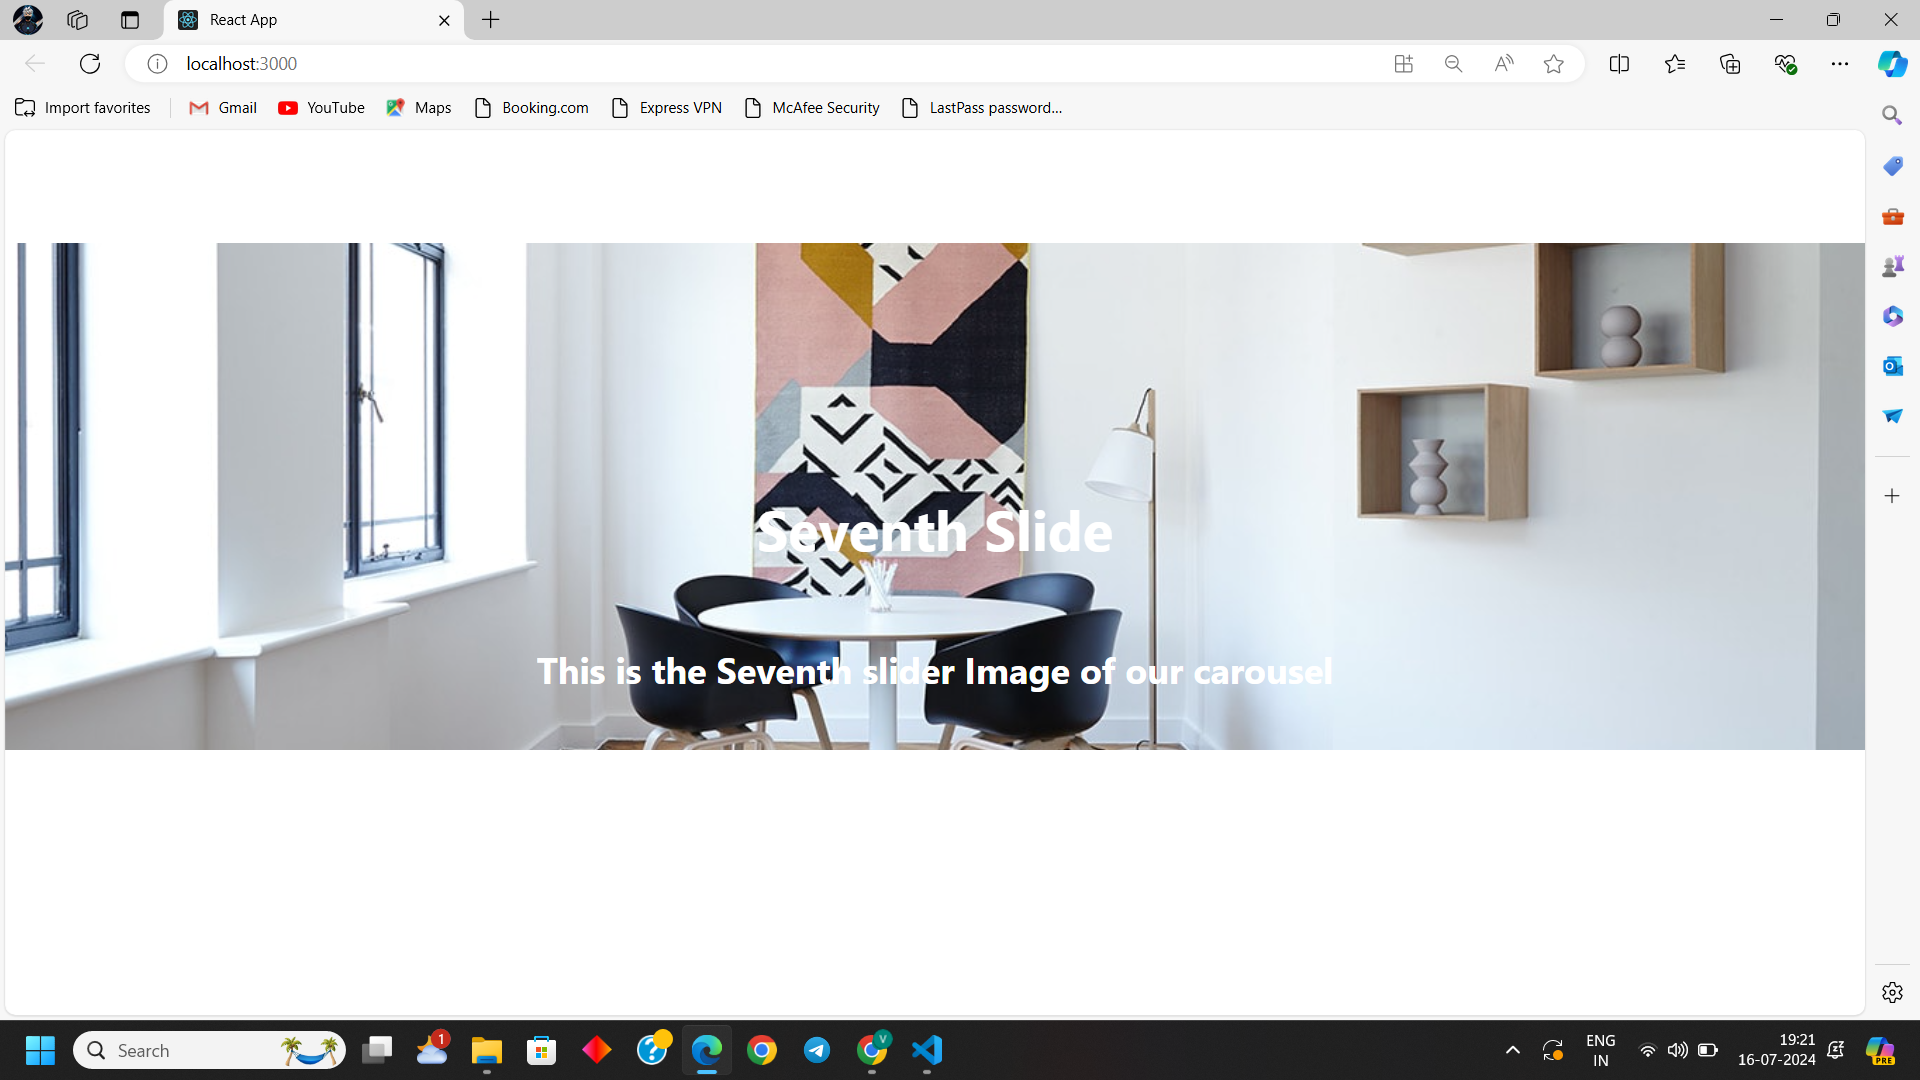 React App
localhost:3000
Import favorites
Gmail
YouTube
Maps
Booking.com
Express VPN
McAfee Security
LastPass password...
Seventh Slide
This is the Seventh slider Image of our carousel
Search
1
V
ENG
IN
19:21
16-07-2024
PRE